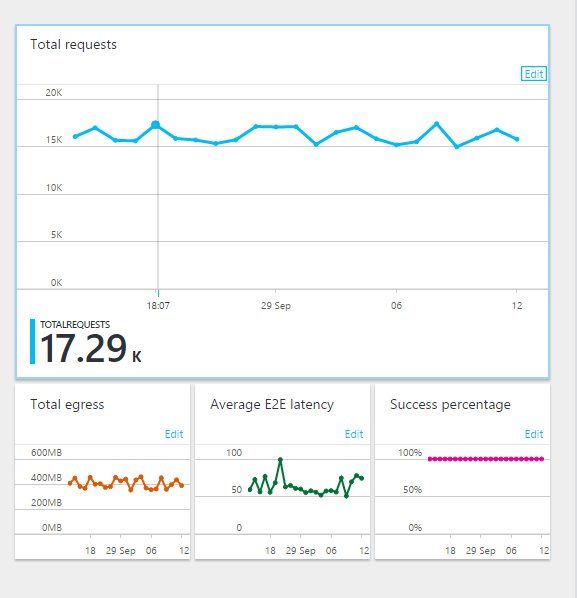 Total requests
Edit
20K
15K
10K
5K
0K
18:07 29 Sep 06 12
TOTALREQUESTS
17.29 K
Total egress
Edit
600MB
400MB
200MB
0MB
18 29 Sep 06 12
Average E2E latency
Edit
100
50
0
18 29 Sep 06 12
Success percentage
Edit
100%
50%
0%
18 29 Sep 06 12